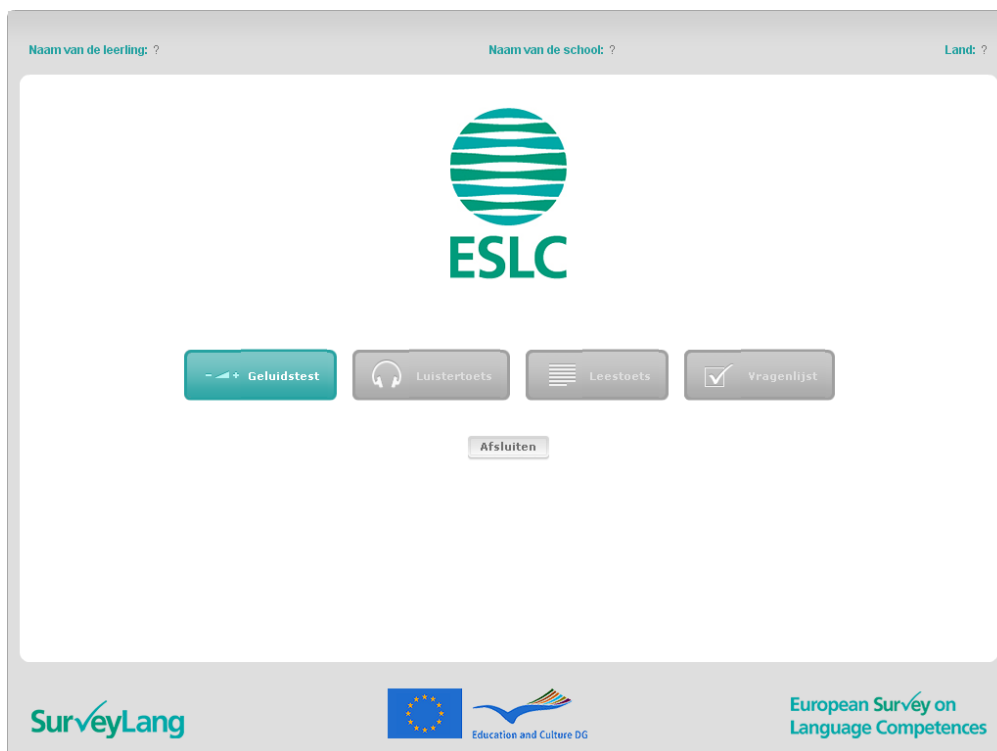 Naam van de leerling: ?
Naam van de school: ?
Land: ?
ESLC
- + Geluidstest
Luistertoets
Leestoets
Vragenlijst
Afsluiten
SurveyLang
Education and Culture DG
European Survey on
Language Competences